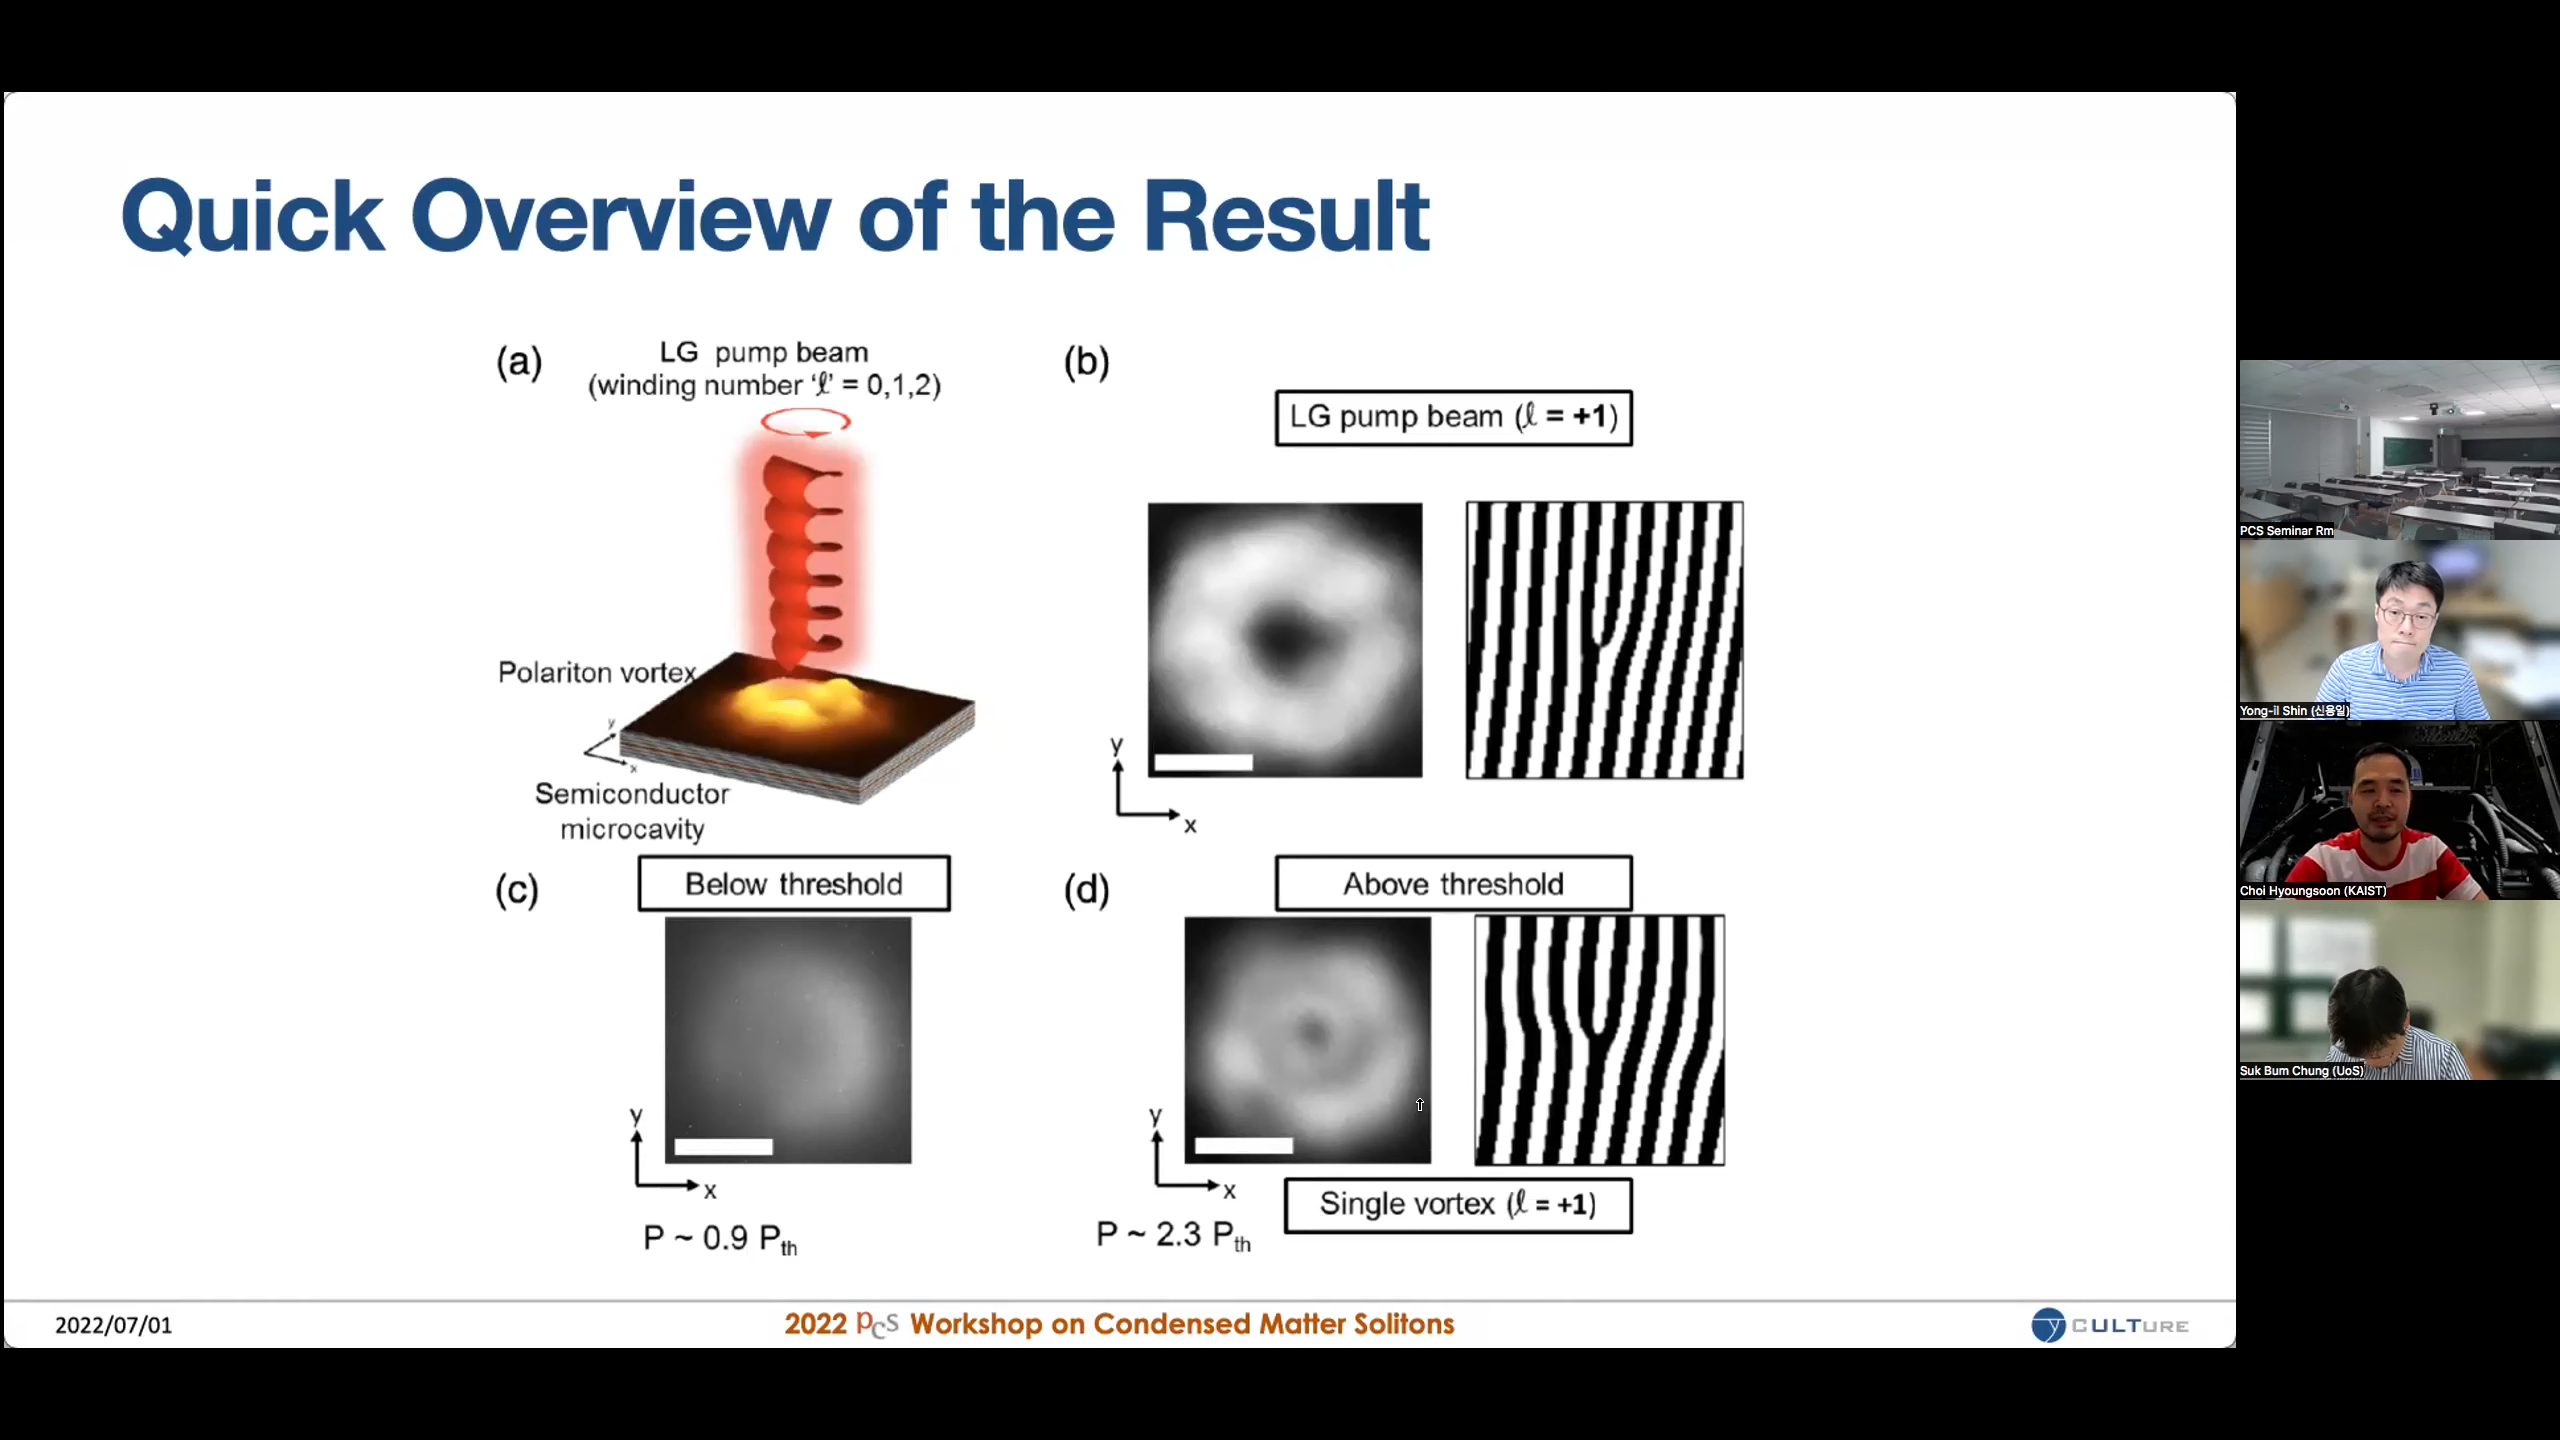 Quick Overview of the Result
(a)
LG pump beam
(winding number ‘ℓ’ = 0,1,2)
Polariton vortex
y
x
Semiconductor
microcavity
(b)
LG pump beam (ℓ = +1)
y
x
(c)
Below threshold
y
x
P ~ 0.9 Pth
(d)
Above threshold
y
x
P ~ 2.3 Pth
Single vortex (ℓ = +1)
2022/07/01
2022 pcs Workshop on Condensed Matter Solitons
CULTURE
PCS Seminar Rm
Yong-il Shin (신용일)
Choi Hyoungsoon (KAIST)
Suk Bum Chung (UoS)